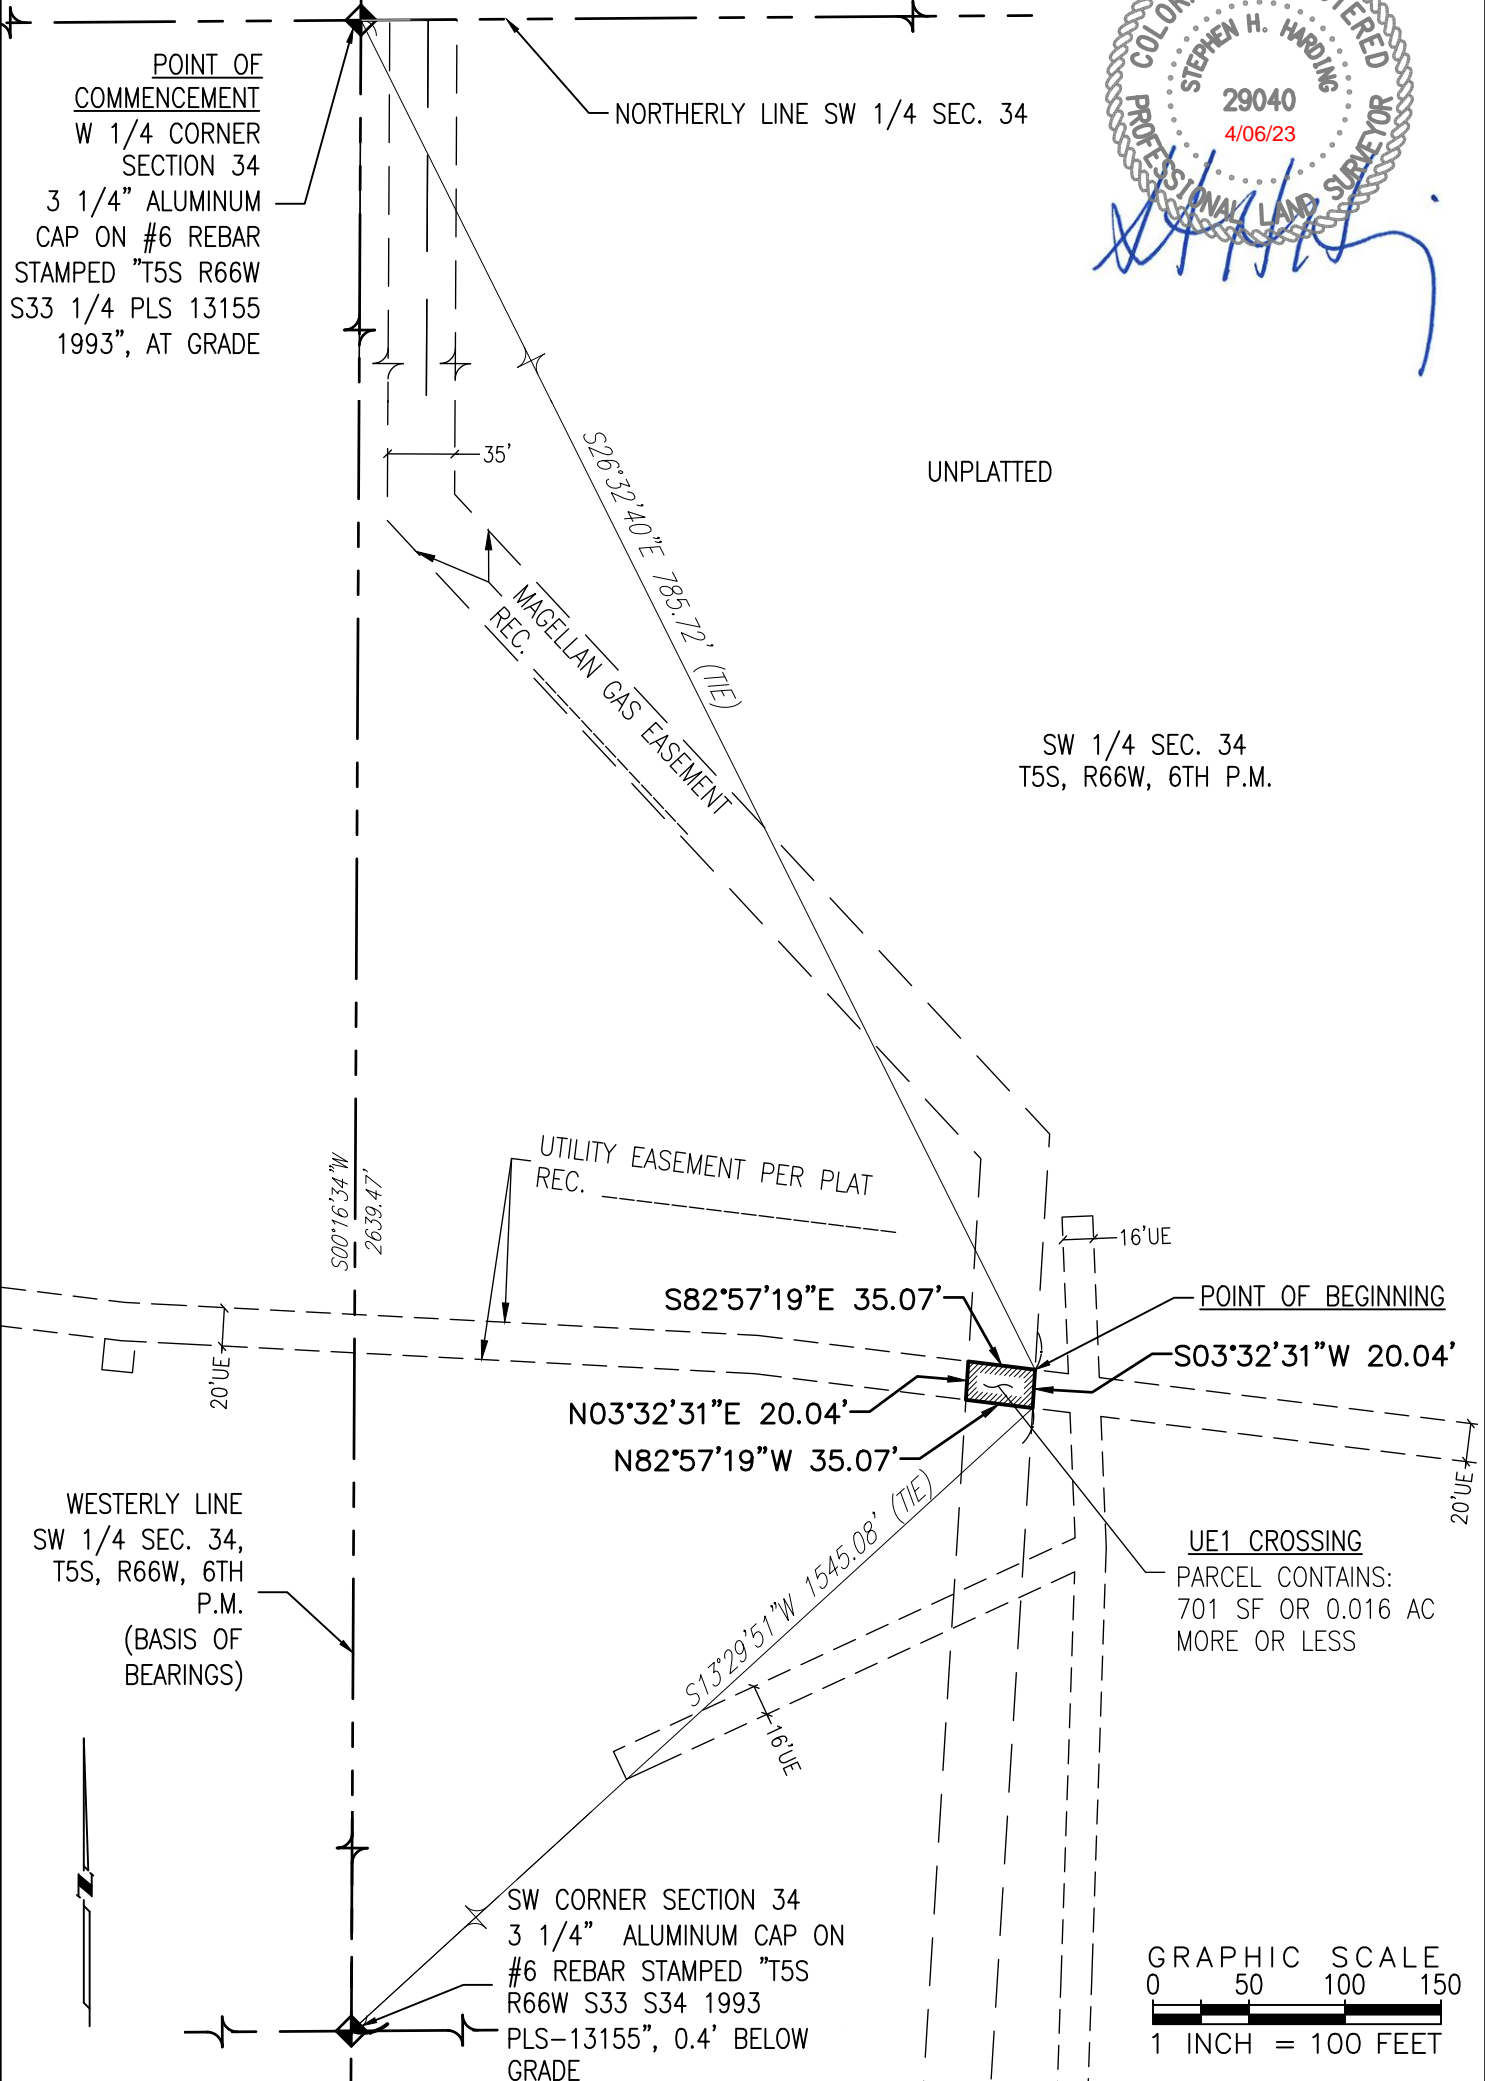 POINT OF
COMMENCEMENT
W 1/4 CORNER
SECTION 34
3 1/4" ALUMINUM
CAP ON #6 REBAR
STAMPED "T5S R66W
S33 1/4 PLS 13155
1993", AT GRADE
NORTHERLY LINE SW 1/4 SEC. 34
STEPHEN H. HARDING
29040
4/06/23
PROFESSIONAL LAND SURVEYOR
35'
S26°32'40"E 785.72' (TIE)
UNPLATTED
MAGELLAN GAS EASEMENT
REC.
SW 1/4 SEC. 34
T5S, R66W, 6TH P.M.
S00°16'34"W
2639.47'
UTILITY EASEMENT PER PLAT
REC.
16'UE
S82°57'19"E 35.07'
POINT OF BEGINNING
S03°32'31"W 20.04'
20'UE
N03°32'31"E 20.04'
N82°57'19"W 35.07'
20'UE
WESTERLY LINE
SW 1/4 SEC. 34,
T5S, R66W, 6TH
P.M.
(BASIS OF
BEARINGS)
S13°29'51"W 1545.08' (TIE)
UE1 CROSSING
PARCEL CONTAINS:
701 SF OR 0.016 AC
MORE OR LESS
16'UE
N
SW CORNER SECTION 34
3 1/4" ALUMINUM CAP ON
#6 REBAR STAMPED "T5S
R66W S33 S34 1993
PLS-13155", 0.4' BELOW
GRADE
GRAPHIC SCALE
0 50 100 150
1 INCH = 100 FEET